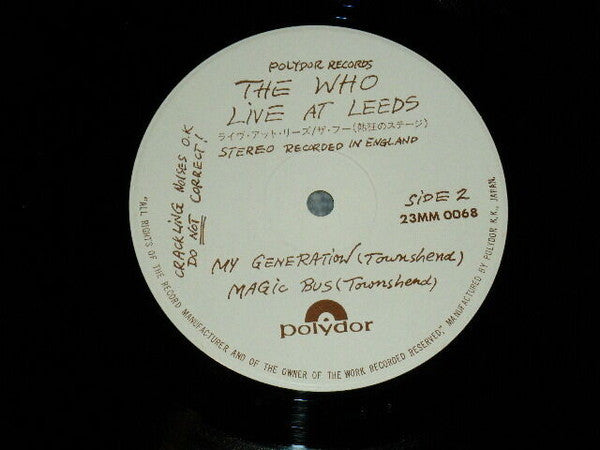 POLYDOR RECORDS
THE WHO
LIVE AT LEEDS
ライヴ・アット・リーズ/ザ・フー〔熱狂のステージ〕
STEREO RECORDED IN ENGLAND
CRACKLING NOISES O.K
DO NOT CORRECT!
SIDE 2
23MM 0068
MY GENERATION (Townshend)
MAGIC BUS (Townshend)
polydor
"ALL RIGHTS OF THE RECORD MANUFACTURER AND OF THE OWNER OF THE WORK RECORDED RESERVED," MANUFACTURED BY POLYDOR K.K., JAPAN.